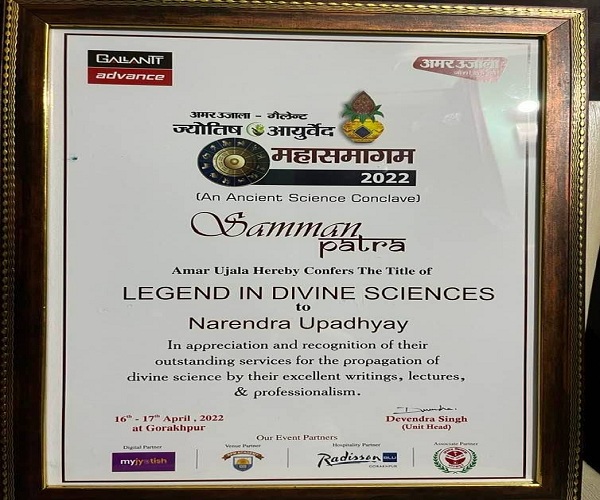 GALLANTT
advance
अमर उजाला
अमर उजाला - गैलेन्ट
ज्योतिष आयुर्वेद
महासमागम
2022
(An Ancient Science Conclave)
Samman
patra
Amar Ujala Hereby Confers The Title of
LEGEND IN DIVINE SCIENCES
to
Narendra Upadhyay
In appreciation and recognition of their
outstanding services for the propagation of
divine science by their excellent writings, lectures,
& professionalism.
16th - 17th April, 2022
at Gorakhpur
Devendra Singh
(Unit Head)
Our Event Partners
Digital Partner
Venue Partner
Hospitality Partner
Associate Partner
myjyotish
Radisson BLU
GORAKHPUR